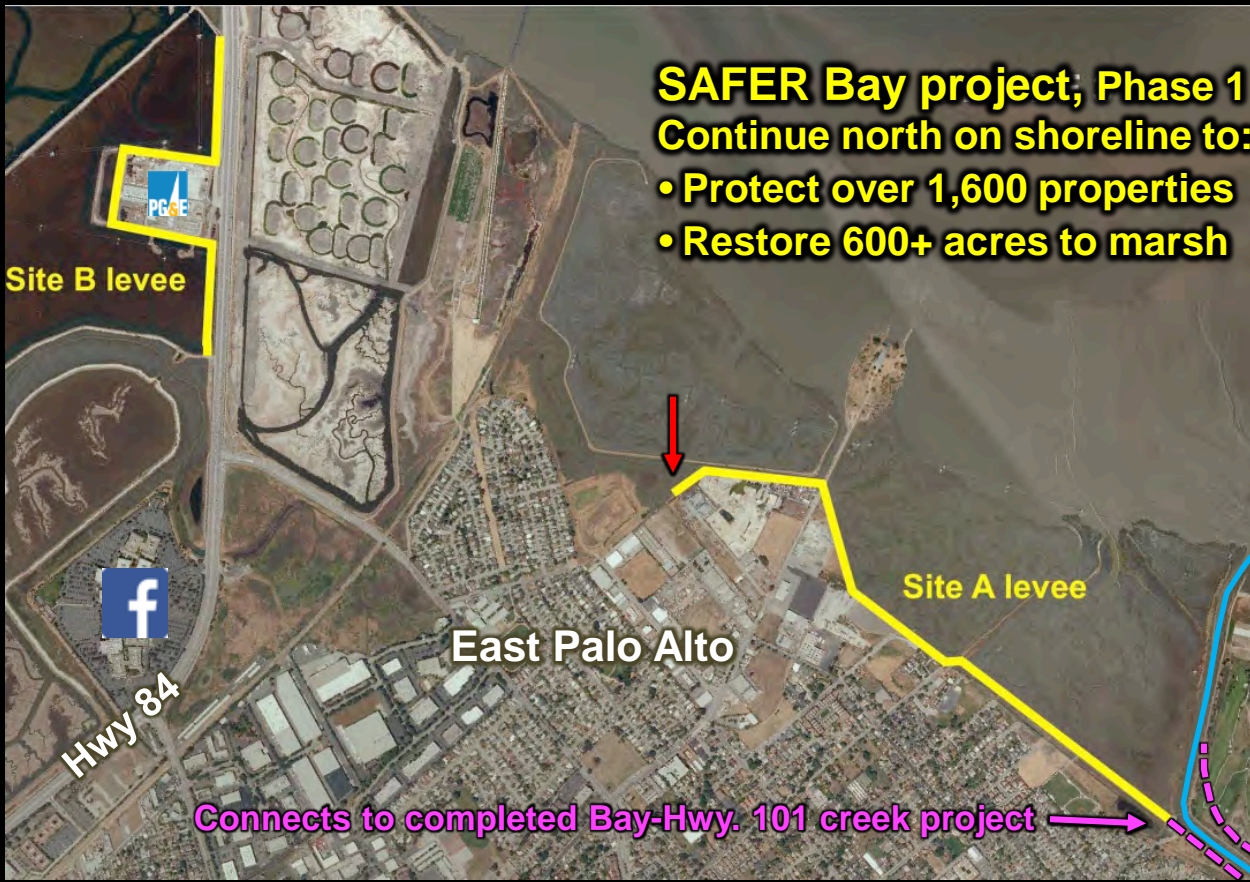 SAFER Bay project; Phase 1
Continue north on shoreline to:
• Protect over 1,600 properties
• Restore 600+ acres to marsh
PG&E
Site B levee
Site A levee
f
East Palo Alto
Hwy 84
Connects to completed Bay-Hwy. 101 creek project